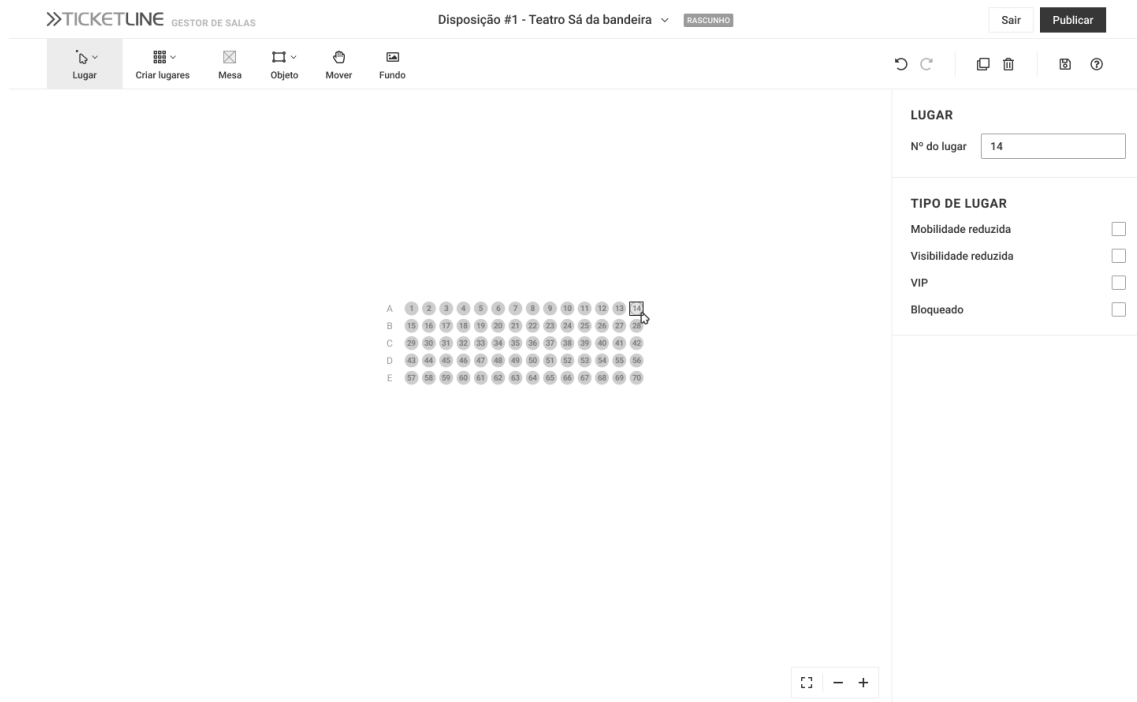 TICKETLINE GESTOR DE SALAS
Disposição #1 - Teatro Sá da bandeira
RASCUNHO
Sair
Publicar
Lugar
Criar lugares
Mesa
Objeto
Mover
Fundo
LUGAR
Nº do lugar 14
TIPO DE LUGAR
Mobilidade reduzida
Visibilidade reduzida
VIP
Bloqueado
A 1 2 3 4 5 6 7 8 9 10 11 12 13 14
B 15 16 17 18 19 20 21 22 23 24 25 26 27 28
C 29 30 31 32 33 34 35 36 37 38 39 40 41 42
D 43 44 45 46 47 48 49 50 51 52 53 54 55 56
E 57 58 59 60 61 62 63 64 65 66 67 68 69 70